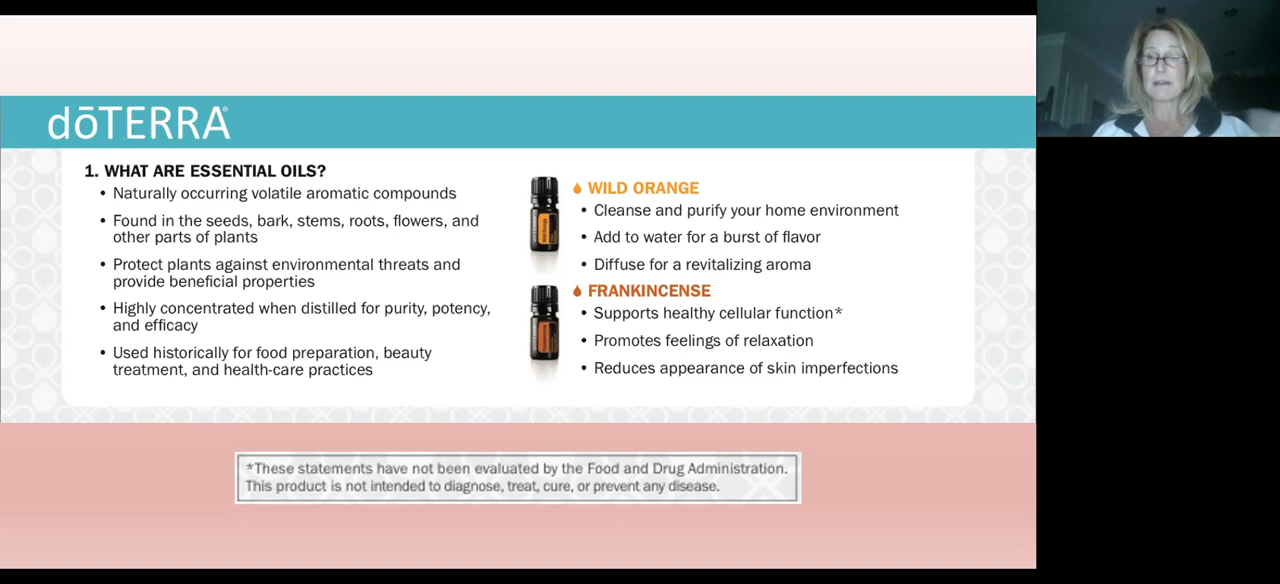 dōTERRA®
1. WHAT ARE ESSENTIAL OILS?
• Naturally occurring volatile aromatic compounds
• Found in the seeds, bark, stems, roots, flowers, and
other parts of plants
• Protect plants against environmental threats and
provide beneficial properties
• Highly concentrated when distilled for purity, potency,
and efficacy
• Used historically for food preparation, beauty
treatment, and health-care practices
WILD ORANGE
• Cleanse and purify your home environment
• Add to water for a burst of flavor
• Diffuse for a revitalizing aroma
FRANKINCENSE
• Supports healthy cellular function*
• Promotes feelings of relaxation
• Reduces appearance of skin imperfections
*These statements have not been evaluated by the Food and Drug Administration.
This product is not intended to diagnose, treat, cure, or prevent any disease.